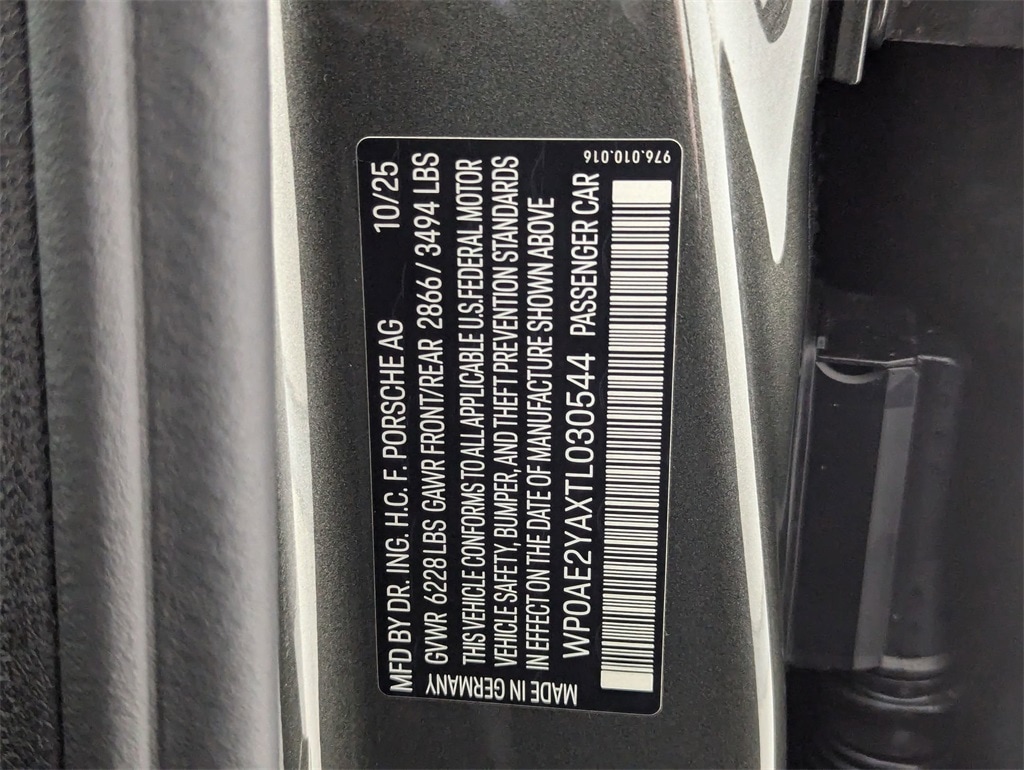 MFD BY DR. ING. H.C. F. PORSCHE AG 10/25
GVWR 6228 LBS GAWR FRONT/REAR 2866 / 3494 LBS
THIS VEHICLE CONFORMS TO ALL APPLICABLE U.S. FEDERAL MOTOR
VEHICLE SAFETY, BUMPER, AND THEFT PREVENTION STANDARDS
IN EFFECT ON THE DATE OF MANUFACTURE SHOWN ABOVE
MADE IN GERMANY WP0AE2YAXTL030544 PASSENGER CAR
976.010.016